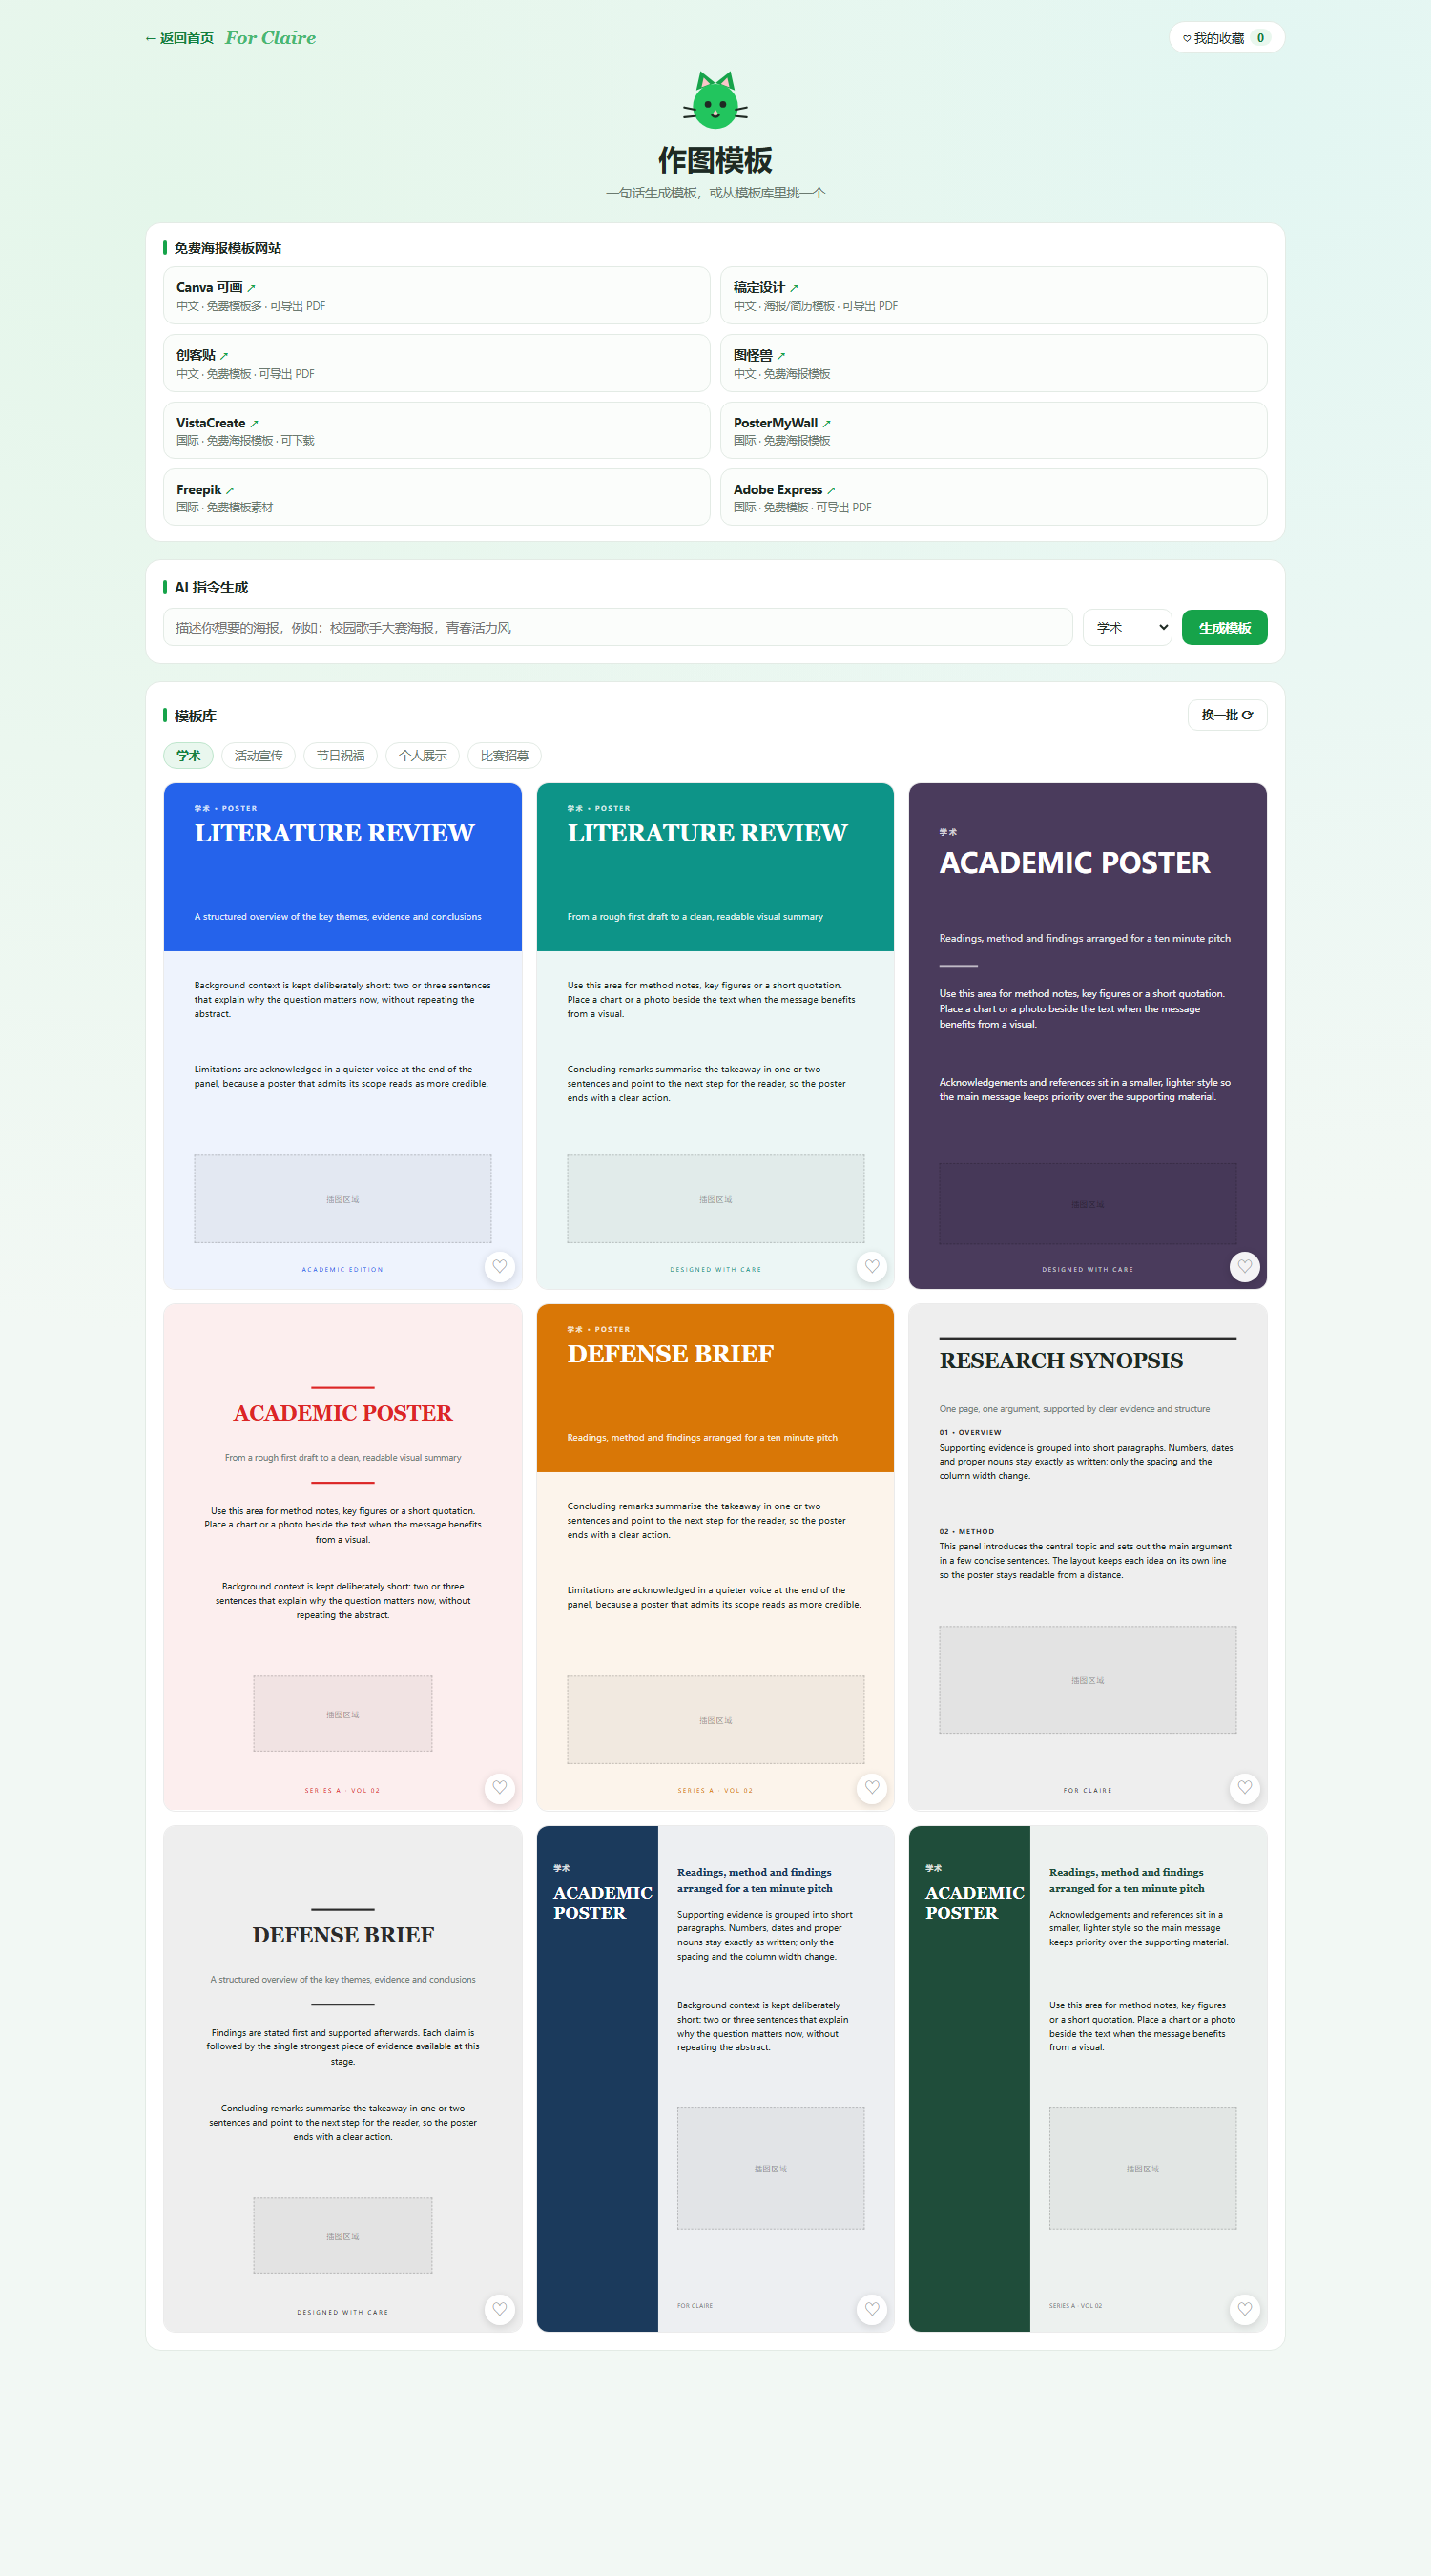 ← 返回首页 For Claire
♡ 我的收藏 0
作图模板
一句话生成模板，或从模板库里挑一个
免费海报模板网站
Canva 可画 ↗
中文 · 免费模板多 · 可导出 PDF
稿定设计 ↗
中文 · 海报/简历模板 · 可导出 PDF
创客贴 ↗
中文 · 免费模板 · 可导出 PDF
图怪兽 ↗
中文 · 免费海报模板
VistaCreate ↗
国际 · 免费海报模板 · 可下载
PosterMyWall ↗
国际 · 免费海报模板
Freepik ↗
国际 · 免费模板素材
Adobe Express ↗
国际 · 免费模板 · 可导出 PDF
AI 指令生成
描述你想要的海报，例如：校园歌手大赛海报，青春活力风
学术
生成模板
模板库
换一批 ⟳
学术
活动宣传
节日祝福
个人展示
比赛招募
学术 • POSTER
LITERATURE REVIEW
A structured overview of the key themes, evidence and conclusions
Background context is kept deliberately short: two or three sentences
that explain why the question matters now, without repeating the
abstract.
Limitations are acknowledged in a quieter voice at the end of the
panel, because a poster that admits its scope reads as more credible.
插图区域
ACADEMIC EDITION
学术 • POSTER
LITERATURE REVIEW
From a rough first draft to a clean, readable visual summary
Use this area for method notes, key figures or a short quotation.
Place a chart or a photo beside the text when the message benefits
from a visual.
Concluding remarks summarise the takeaway in one or two
sentences and point to the next step for the reader, so the poster
ends with a clear action.
插图区域
DESIGNED WITH CARE
学术
ACADEMIC POSTER
Readings, method and findings arranged for a ten minute pitch
Use this area for method notes, key figures or a short quotation.
Place a chart or a photo beside the text when the message
benefits from a visual.
Acknowledgements and references sit in a smaller, lighter style so
the main message keeps priority over the supporting material.
插图区域
DESIGNED WITH CARE
ACADEMIC POSTER
From a rough first draft to a clean, readable visual summary
Use this area for method notes, key figures or a short quotation.
Place a chart or a photo beside the text when the message benefits
from a visual.
Background context is kept deliberately short: two or three
sentences that explain why the question matters now, without
repeating the abstract.
插图区域
SERIES A · VOL 02
学术 • POSTER
DEFENSE BRIEF
Readings, method and findings arranged for a ten minute pitch
Concluding remarks summarise the takeaway in one or two
sentences and point to the next step for the reader, so the poster
ends with a clear action.
Limitations are acknowledged in a quieter voice at the end of the
panel, because a poster that admits its scope reads as more credible.
插图区域
SERIES A · VOL 02
RESEARCH SYNOPSIS
One page, one argument, supported by clear evidence and structure
01 • OVERVIEW
Supporting evidence is grouped into short paragraphs. Numbers, dates
and proper nouns stay exactly as written; only the spacing and the
column width change.
02 • METHOD
This panel introduces the central topic and sets out the main argument
in a few concise sentences. The layout keeps each idea on its own line
so the poster stays readable from a distance.
插图区域
FOR CLAIRE
DEFENSE BRIEF
A structured overview of the key themes, evidence and conclusions
Findings are stated first and supported afterwards. Each claim is
followed by the single strongest piece of evidence available at this
stage.
Concluding remarks summarise the takeaway in one or two
sentences and point to the next step for the reader, so the poster
ends with a clear action.
插图区域
DESIGNED WITH CARE
学术
ACADEMIC
POSTER
Readings, method and findings
arranged for a ten minute pitch
Supporting evidence is grouped into short
paragraphs. Numbers, dates and proper
nouns stay exactly as written; only the
spacing and the column width change.
Background context is kept deliberately
short: two or three sentences that explain
why the question matters now, without
repeating the abstract.
插图区域
FOR CLAIRE
学术
ACADEMIC
POSTER
Readings, method and findings
arranged for a ten minute pitch
Acknowledgements and references sit in a
smaller, lighter style so the main message
keeps priority over the supporting material.
Use this area for method notes, key figures
or a short quotation. Place a chart or a photo
beside the text when the message benefits
from a visual.
插图区域
SERIES A · VOL 02